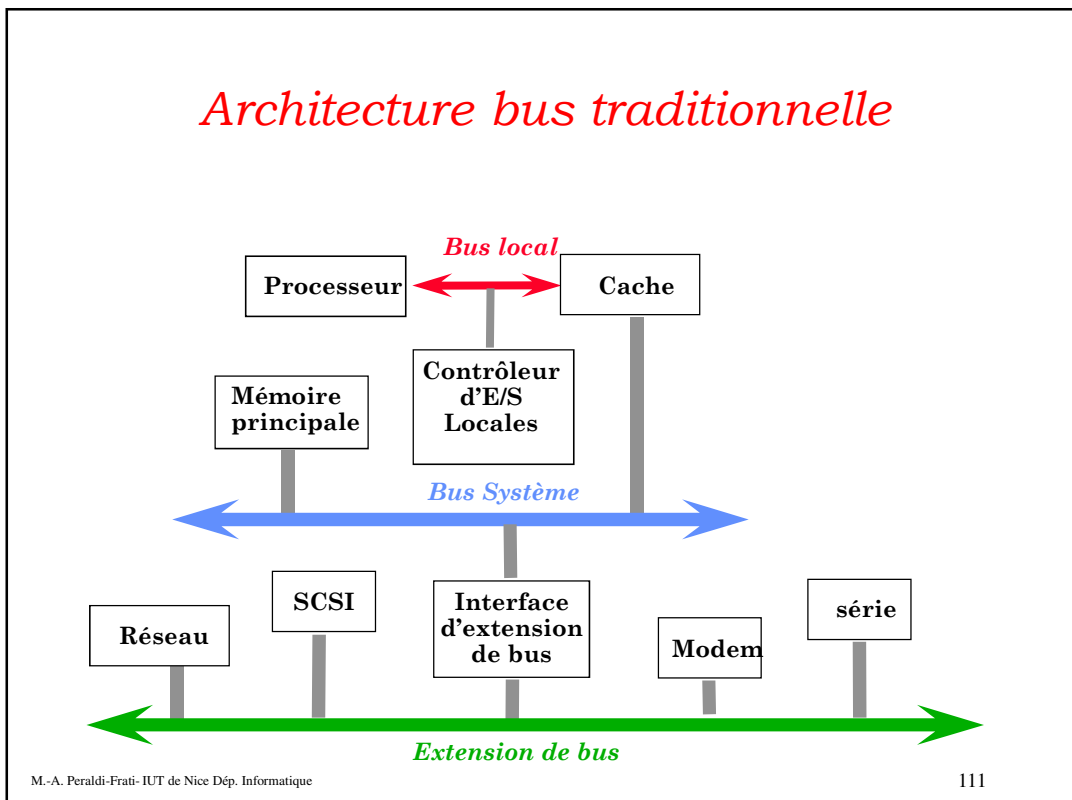 Architecture bus traditionnelle
Bus local
Processeur
Cache
Contrôleur
d'E/S
Locales
Mémoire
principale
Bus Système
SCSI
Interface
d'extension
de bus
série
Réseau
Modem
Extension de bus
M.-A. Peraldi-Frati- IUT de Nice Dép. Informatique
111